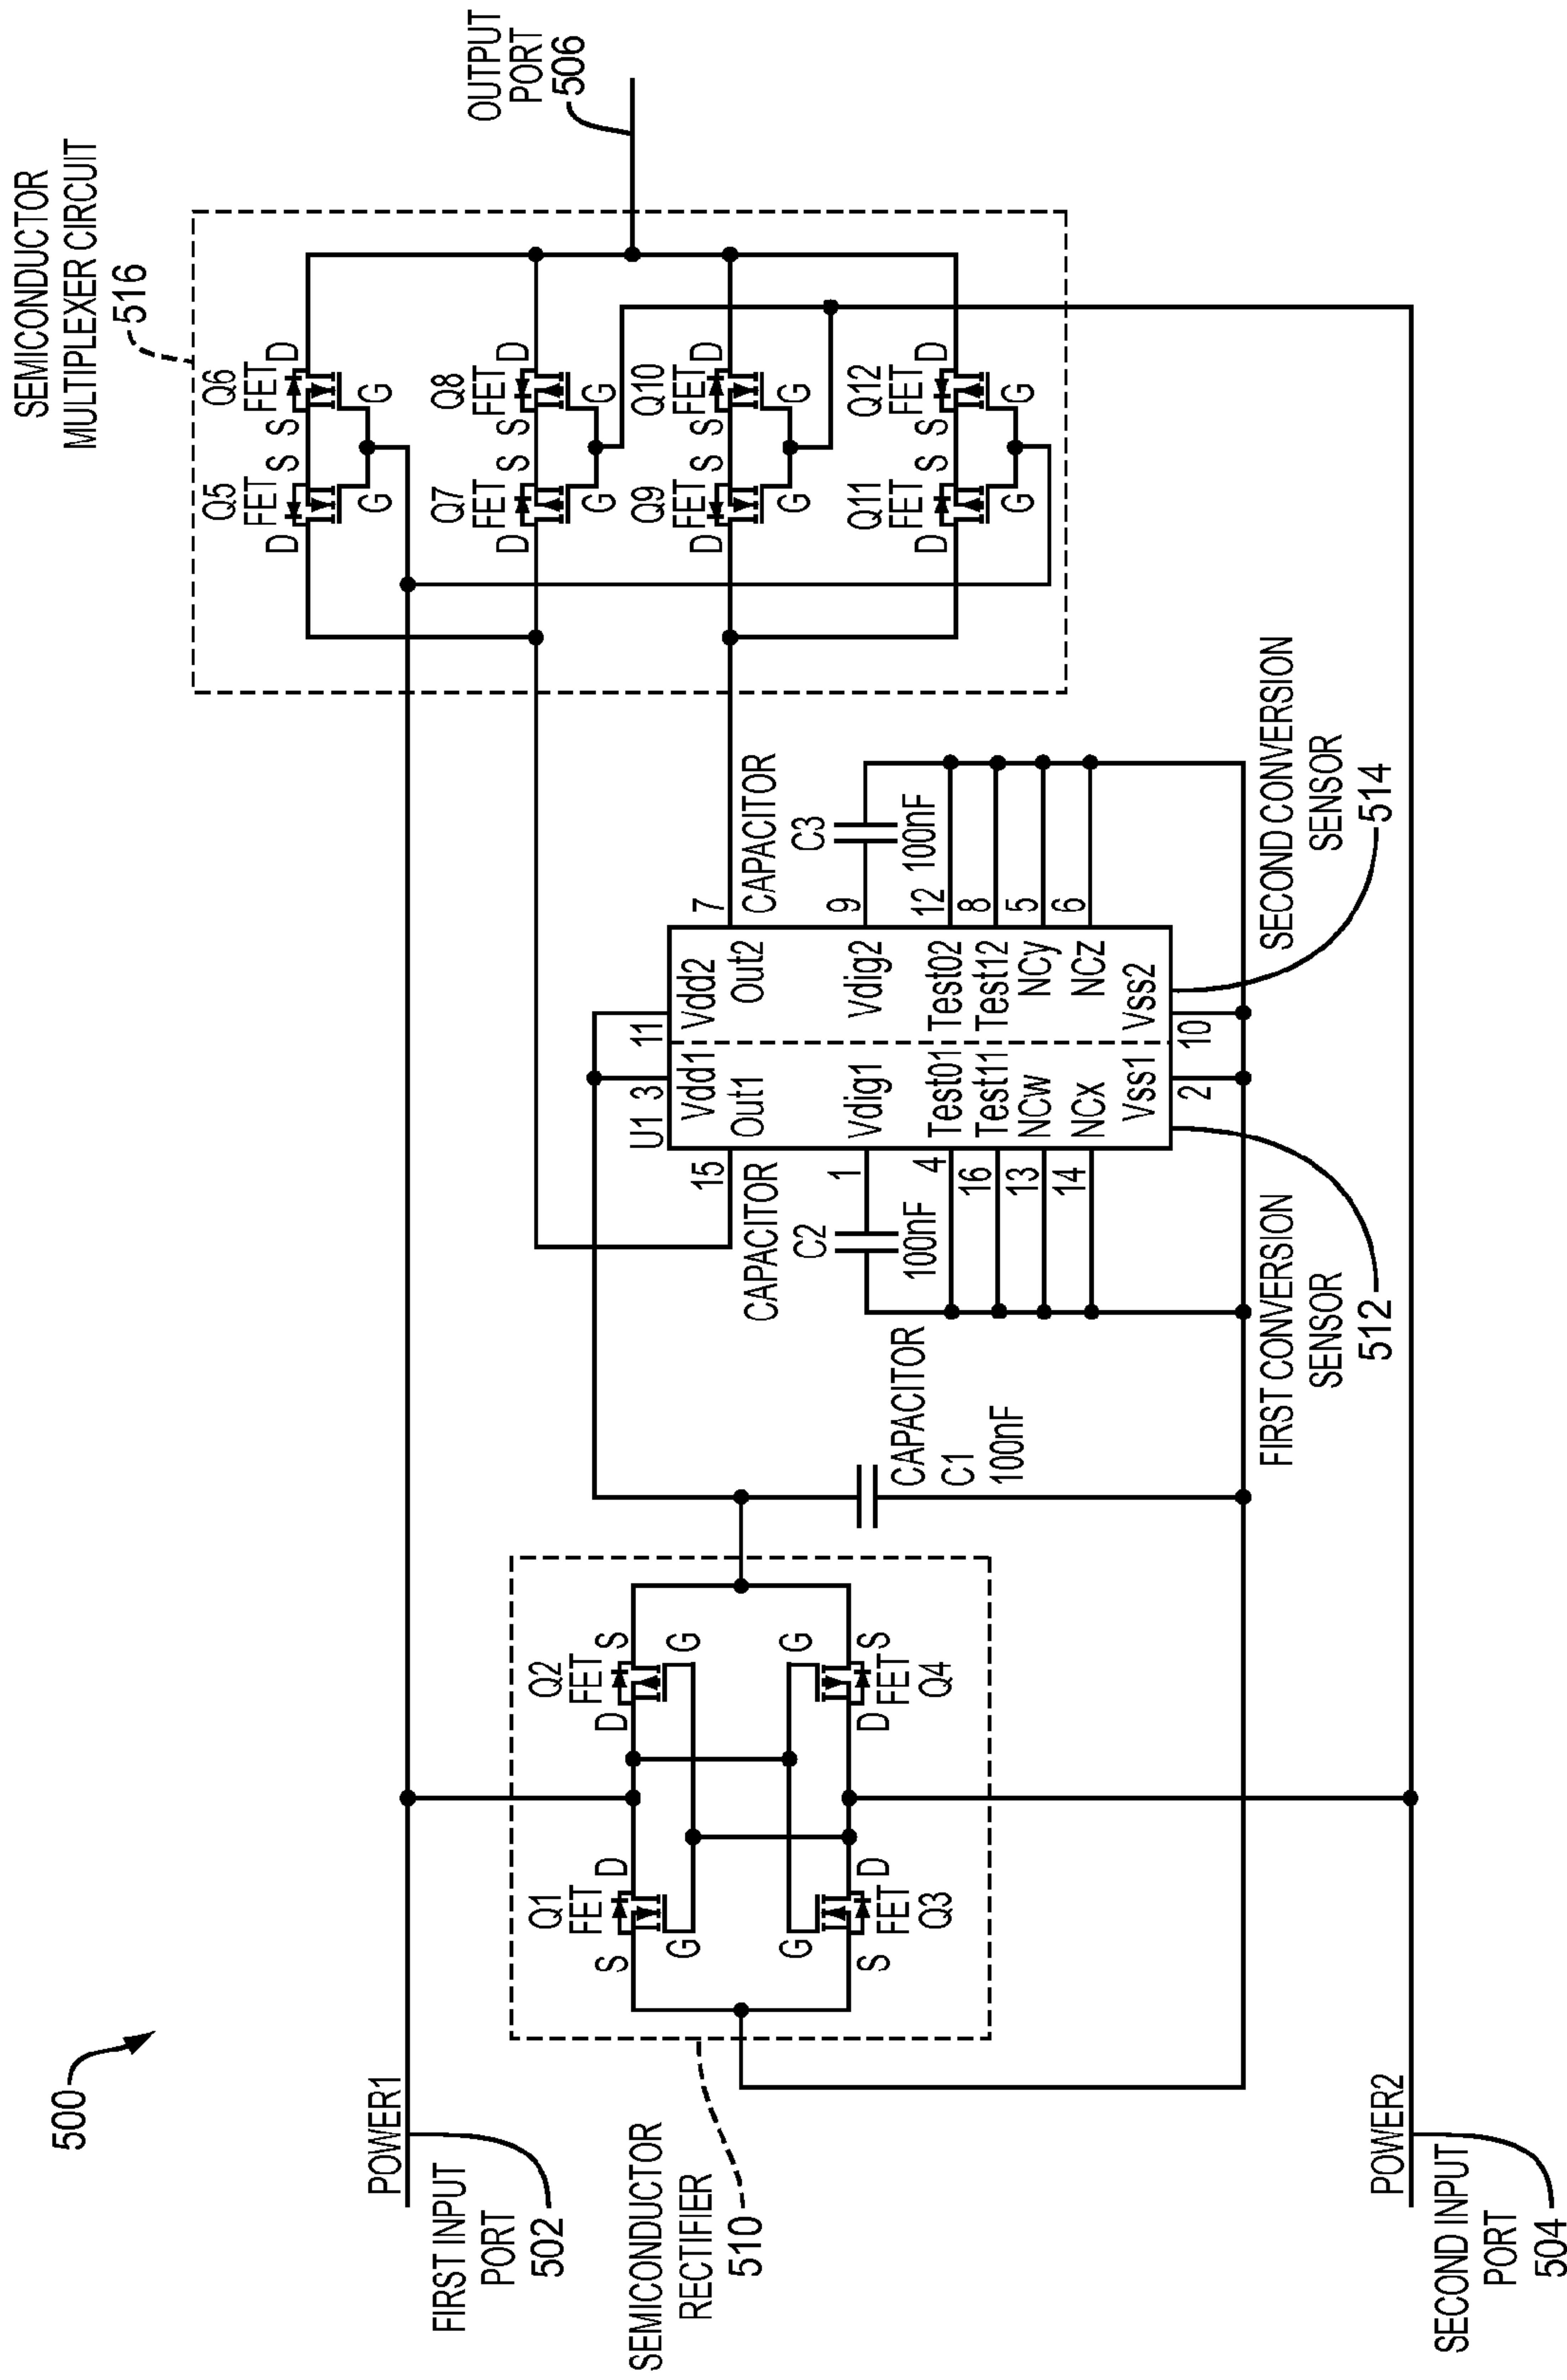 500
SEMICONDUCTOR
MULTIPLEXER CIRCUIT
516
OUTPUT
PORT
506
POWER1
FIRST INPUT
PORT
502
SEMICONDUCTOR
RECTIFIER
510
POWER2
SECOND INPUT
PORT
504
Q1
FET
S
D
G
Q2
FET
D
S
G
Q3
FET
S
D
G
Q4
FET
D
S
G
CAPACITOR
C1
100nF
CAPACITOR
C2
100nF
CAPACITOR
C3
100nF
U1
3
11
Vdd1
Vdd2
15
Out1
Out2
7
1
Vdig1
Vdig2
9
4
Test01
Test02
12
16
Test11
Test12
8
13
NCw
NCy
5
14
NCx
NCz
6
Vss1
Vss2
2
10
FIRST CONVERSION
SENSOR
512
SECOND CONVERSION
SENSOR
514
Q5
FET
D
S
G
Q6
FET
S
D
G
Q7
FET
D
S
G
Q8
FET
S
D
G
Q9
FET
D
S
G
Q10
FET
S
D
G
Q11
FET
D
S
G
Q12
FET
S
D
G